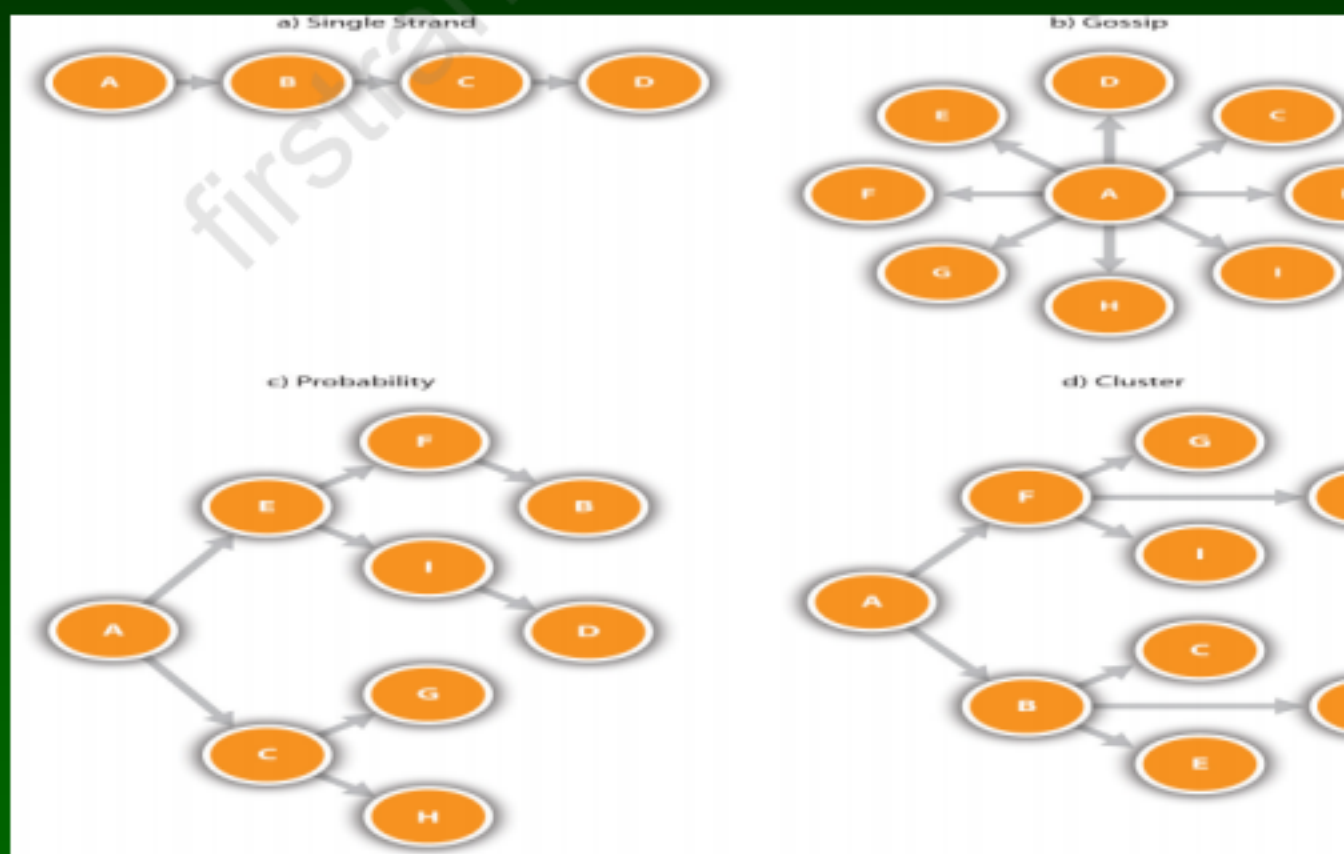 a) Single Strand
A B C D
b) Gossip
D
E C
F A
G I
H
c) Probability
F
E B
I
A D
G
C
H
d) Cluster
G
F
I
A
C
B
E